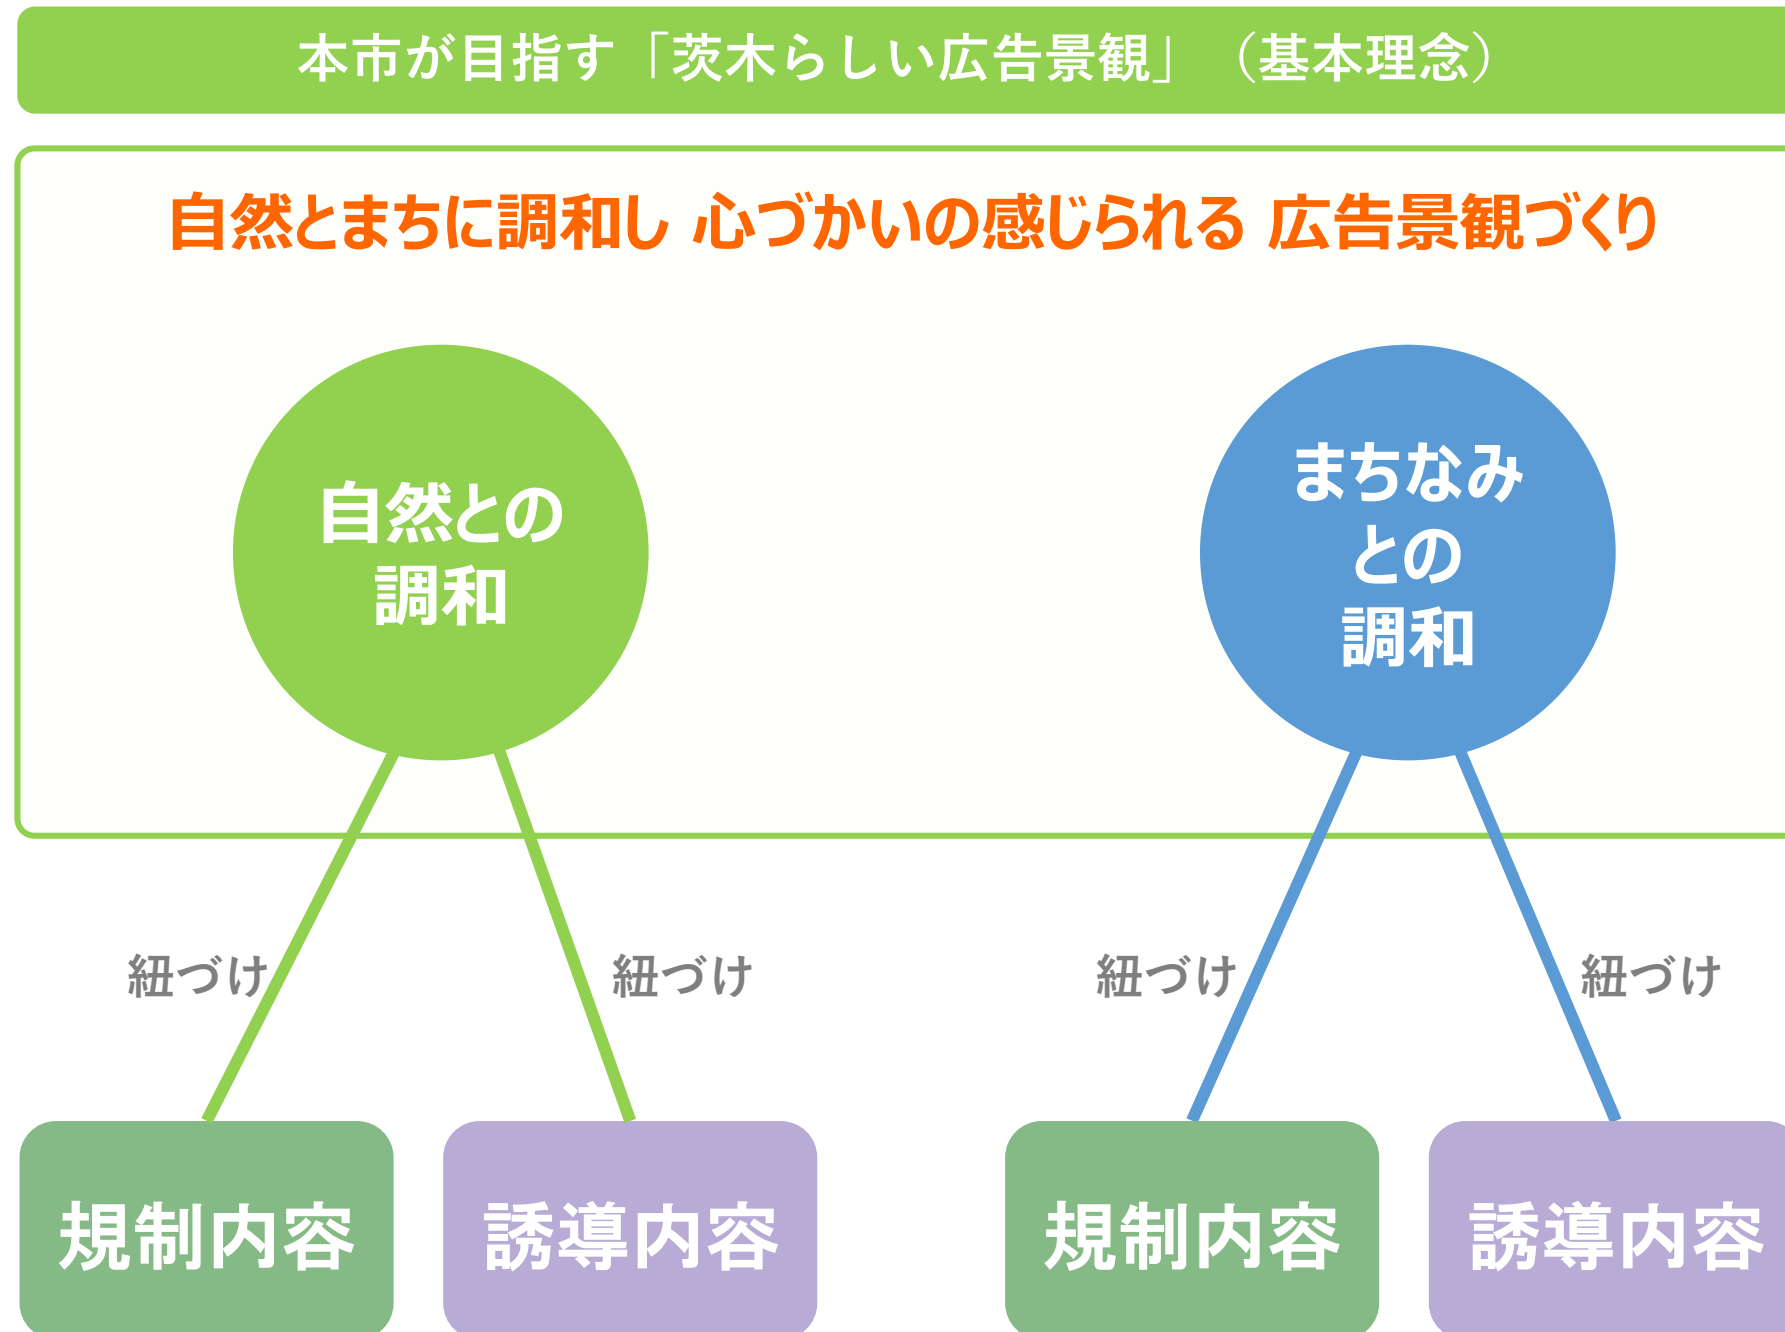 本市が目指す「茨木らしい広告景観」（基本理念）
自然とまちに調和し 心づかいの感じられる 広告景観づくり
自然との
調和
まちなみ
との
調和
紐づけ
紐づけ
紐づけ
紐づけ
規制内容
誘導内容
規制内容
誘導内容